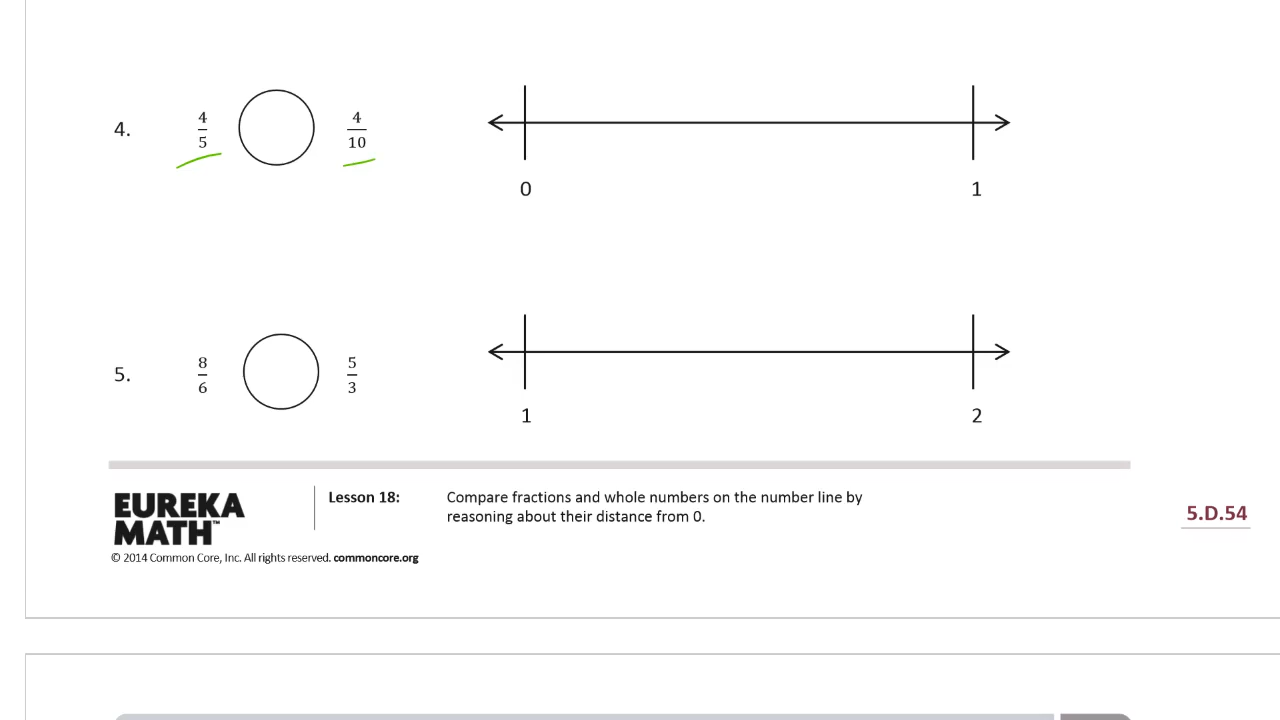 4. 4/5 4/10
0 1
5. 8/6 5/3
1 2
EUREKA
MATH™
Lesson 18: Compare fractions and whole numbers on the number line by
reasoning about their distance from 0.
5.D.54
© 2014 Common Core, Inc. All rights reserved. commoncore.org